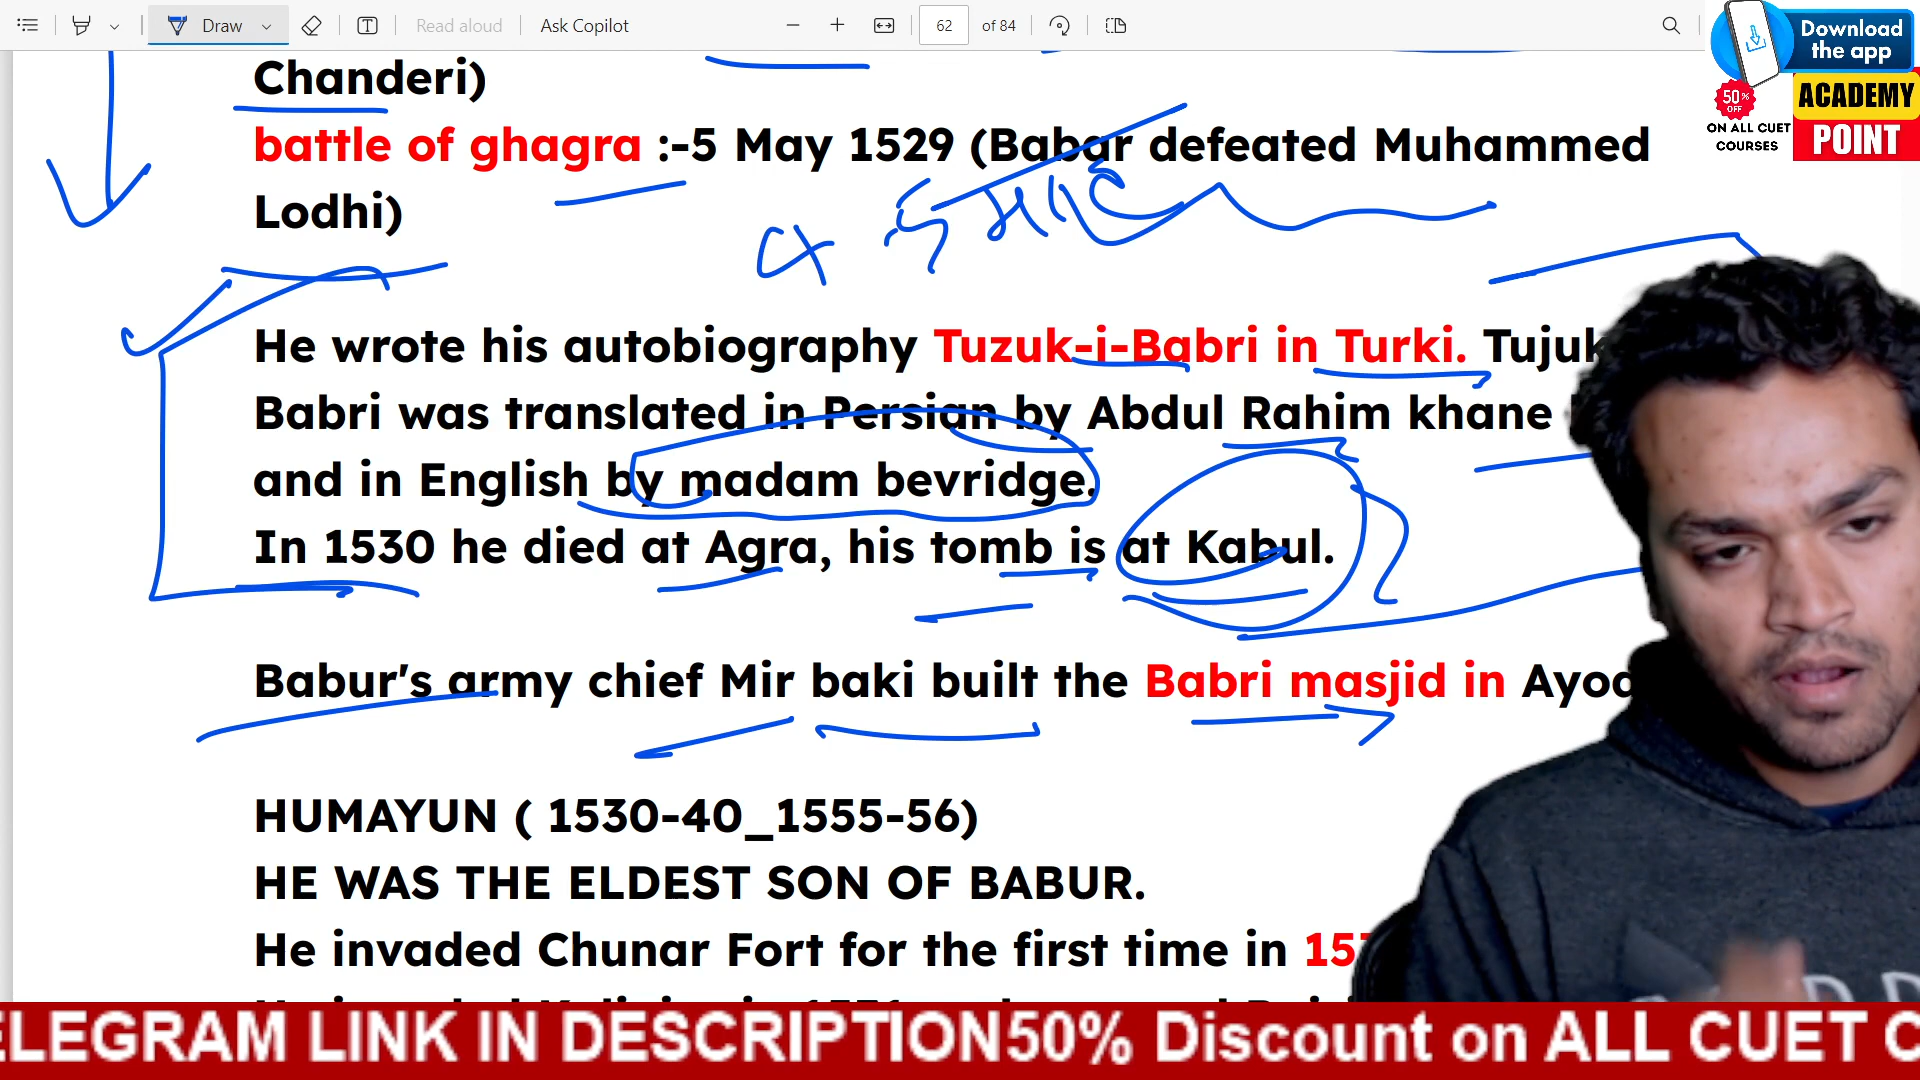 Draw
Read aloud
Ask Copilot
62 of 84
Download
the app
50%
OFF
ON ALL CUET
COURSES
ACADEMY
POINT
Chanderi)
battle of ghagra :-5 May 1529 (Babar defeated Muhammed
Lodhi)
He wrote his autobiography Tuzuk-i-Babri in Turki. Tujuk
Babri was translated in Persian by Abdul Rahim khane
and in English by madam bevridge.
In 1530 he died at Agra, his tomb is at Kabul.
Babur's army chief Mir baki built the Babri masjid in
HUMAYUN ( 1530-40_1555-56)
HE WAS THE ELDEST SON OF BABUR.
He invaded Chunar Fort for the first time in
ELEGRAM LINK IN DESCRIPTION50% Discount on ALL CUET C